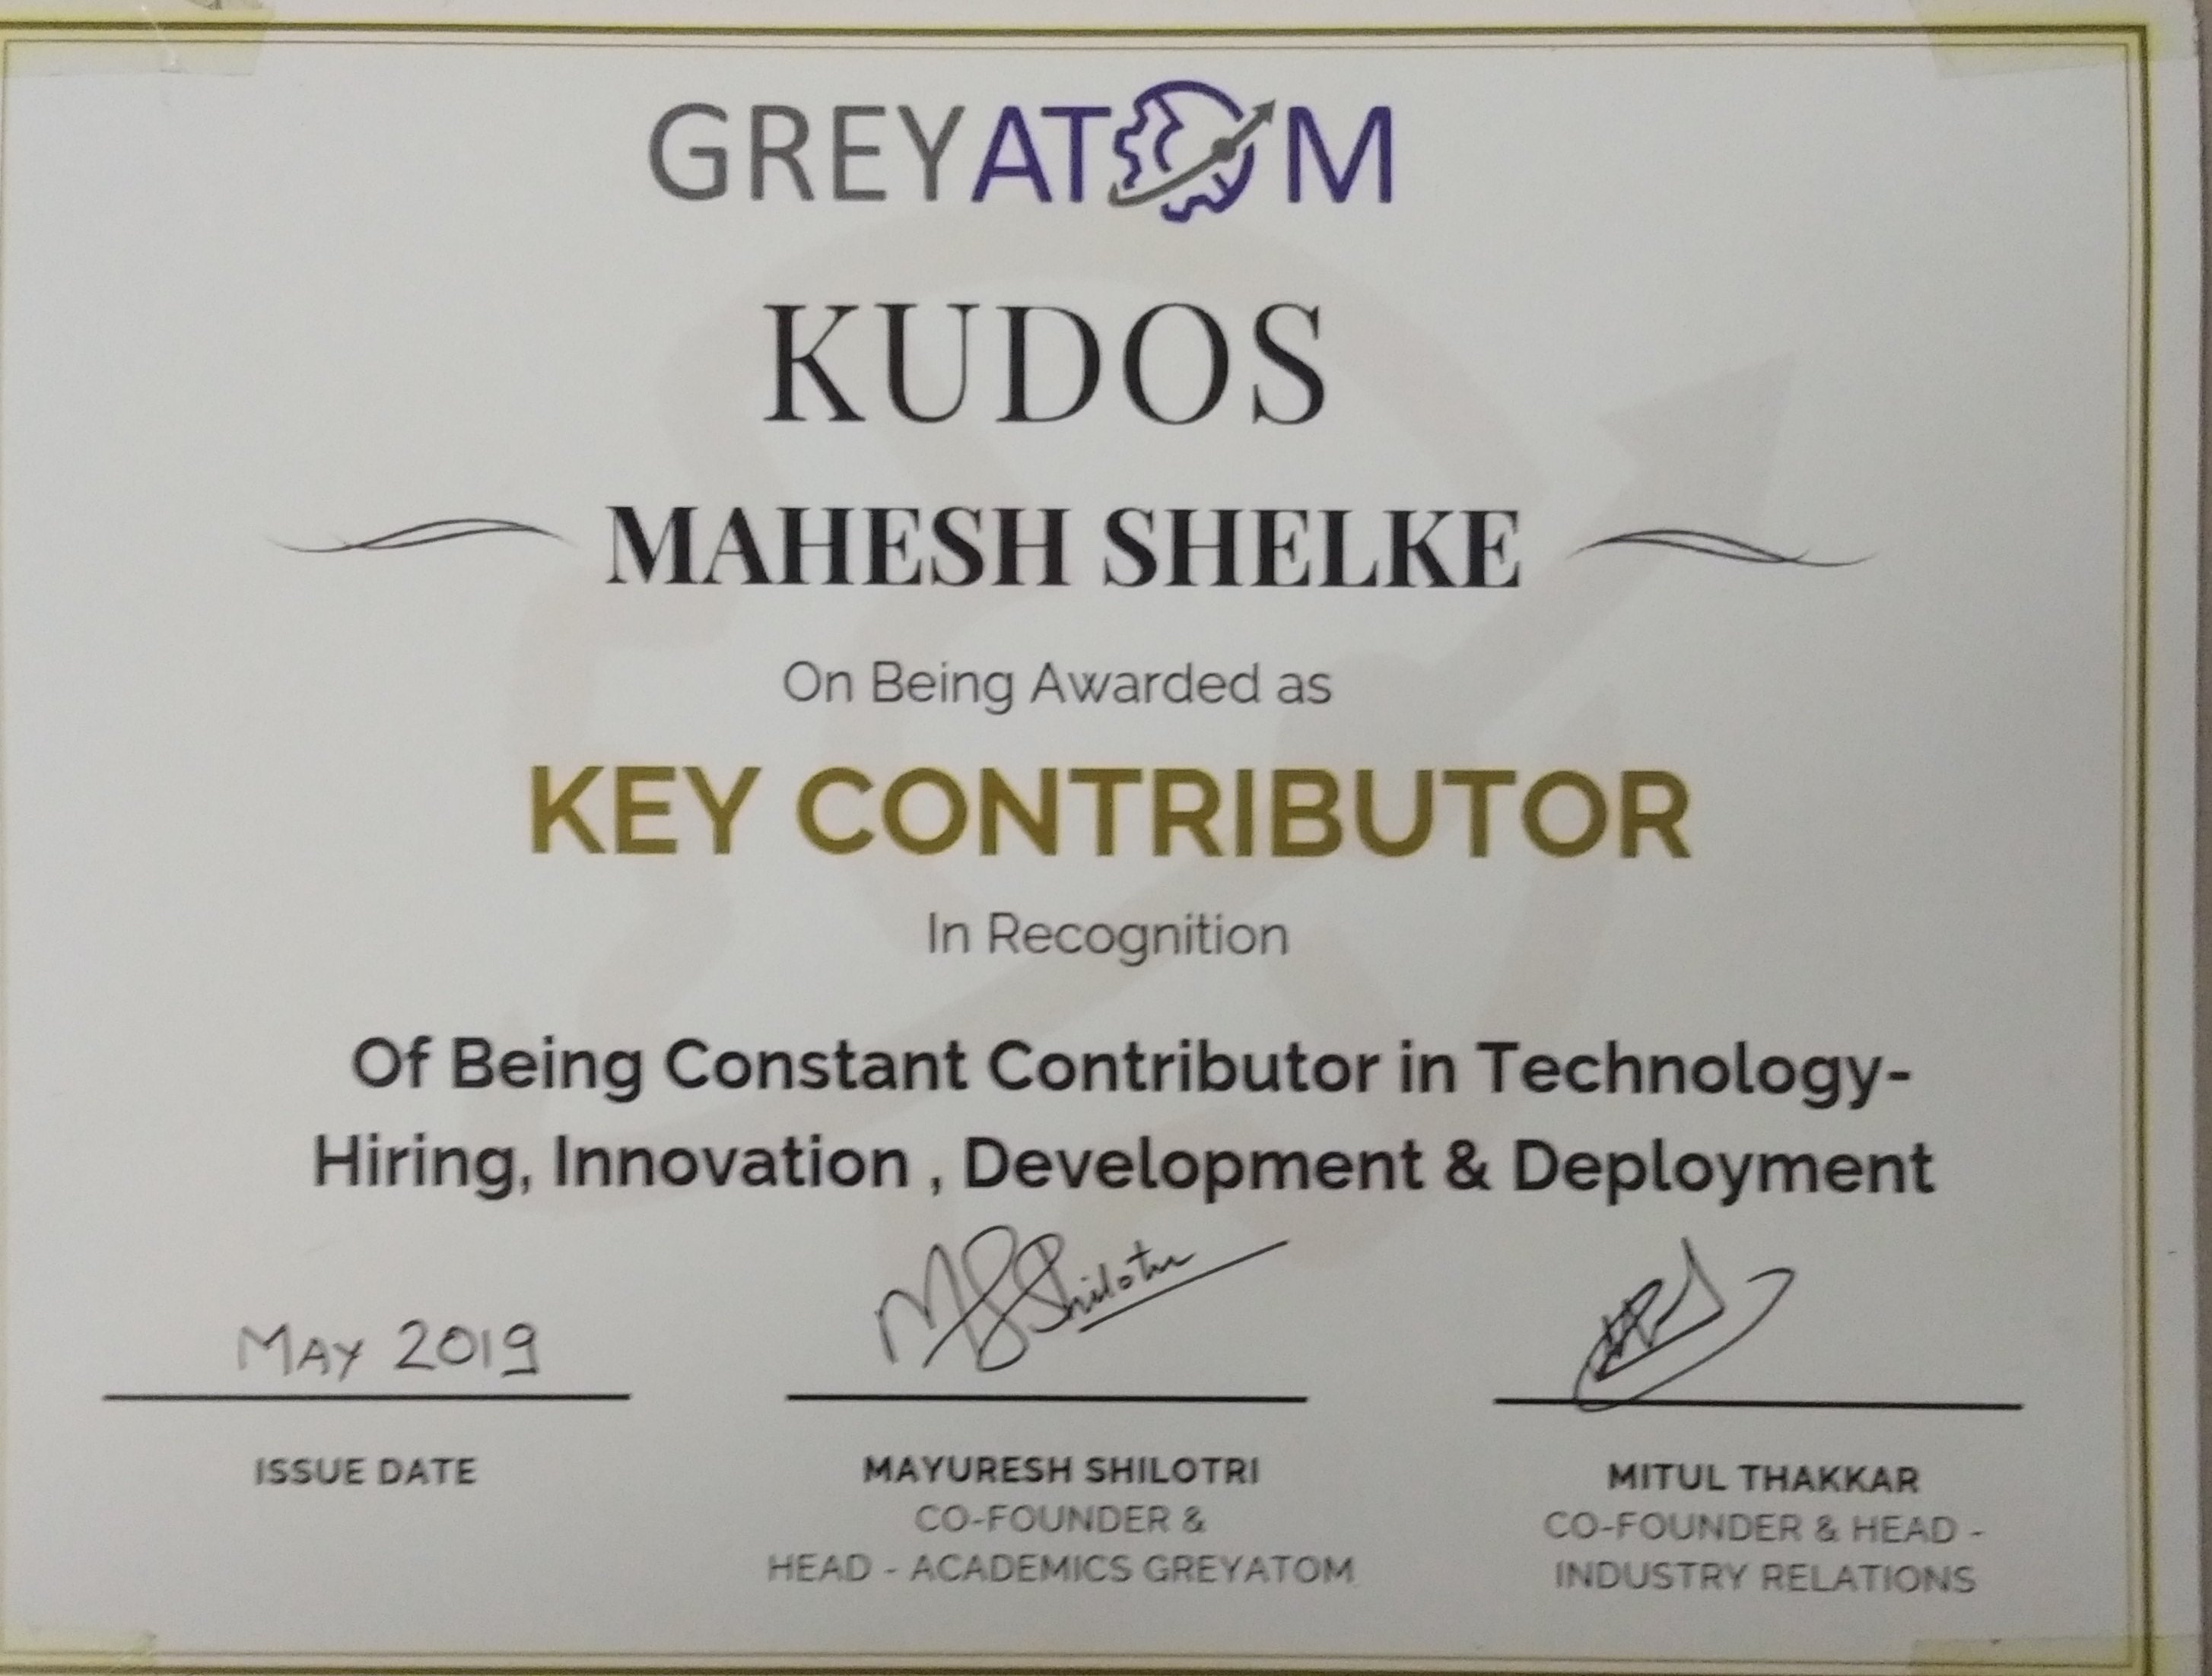 GREYATOM
KUDOS
MAHESH SHELKE
On Being Awarded as
KEY CONTRIBUTOR
In Recognition
Of Being Constant Contributor in Technology-
Hiring, Innovation , Development & Deployment
MAY 2019
MShilotri
ISSUE DATE
MAYURESH SHILOTRI
CO-FOUNDER &
HEAD - ACADEMICS GREYATOM
MITUL THAKKAR
CO-FOUNDER & HEAD -
INDUSTRY RELATIONS